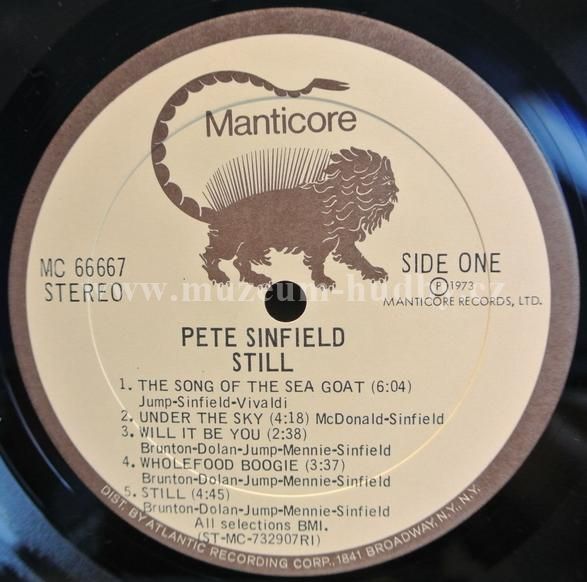 Manticore
MC 66667
STEREO
SIDE ONE
Ⓟ1973
MANTICORE RECORDS, LTD.
www.muzeum-hudby.cz
PETE SINFIELD
STILL
1. THE SONG OF THE SEA GOAT (6:04)
Jump-Sinfield-Vivaldi
2. UNDER THE SKY (4:18) McDonald-Sinfield
3. WILL IT BE YOU (2:38)
Brunton-Dolan-Jump-Mennie-Sinfield
4. WHOLEFOOD BOOGIE (3:37)
Brunton-Dolan-Jump-Mennie-Sinfield
5. STILL (4:45)
Brunton-Dolan-Jump-Mennie-Sinfield
All selections BMI.
(ST-MC-732907RI)
DIST. BY ATLANTIC RECORDING CORP., 1841 BROADWAY, N.Y., N.Y.